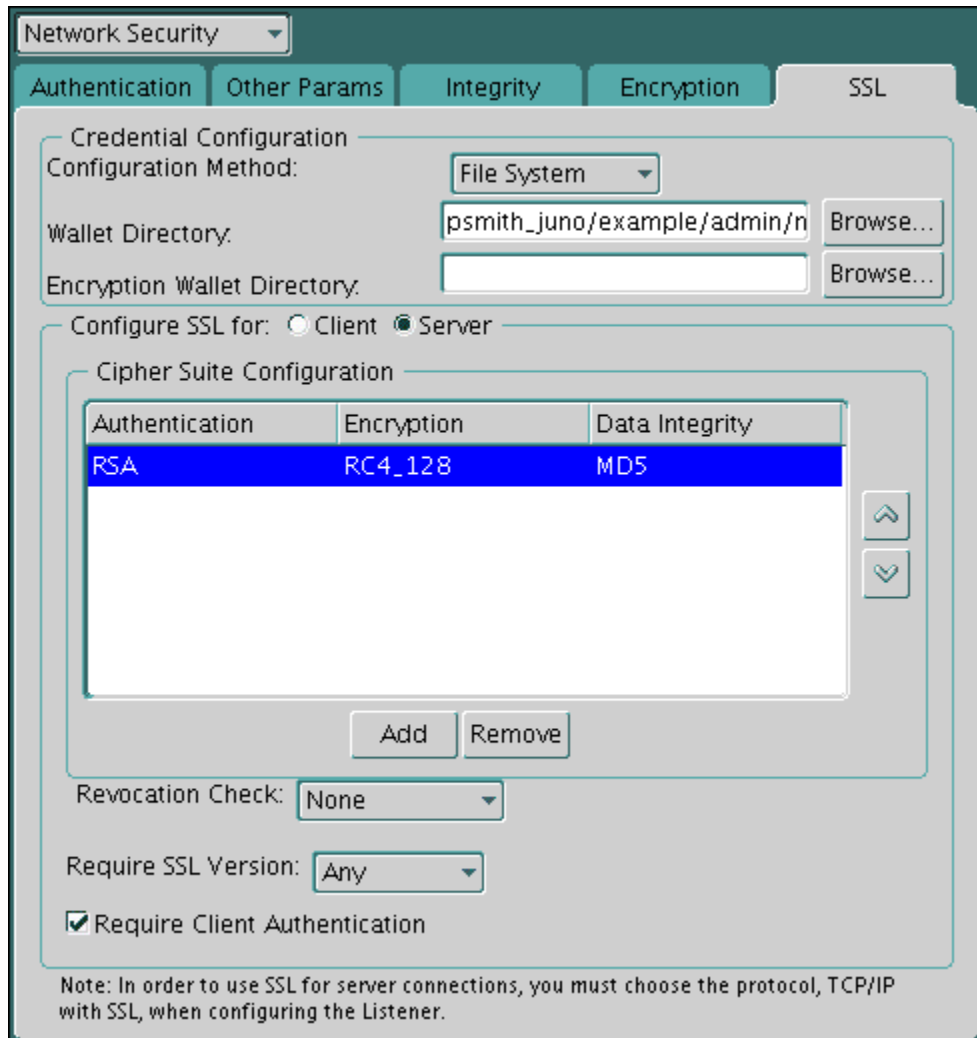 Network Security
Authentication Other Params Integrity Encryption SSL
Credential Configuration
Configuration Method: File System
Wallet Directory: psmith_juno/example/admin/n Browse...
Encryption Wallet Directory: Browse...
Configure SSL for: Client Server
Cipher Suite Configuration
Authentication Encryption Data Integrity
RSA RC4_128 MD5
Add Remove
Revocation Check: None
Require SSL Version: Any
Require Client Authentication
Note: In order to use SSL for server connections, you must choose the protocol, TCP/IP
with SSL, when configuring the Listener.